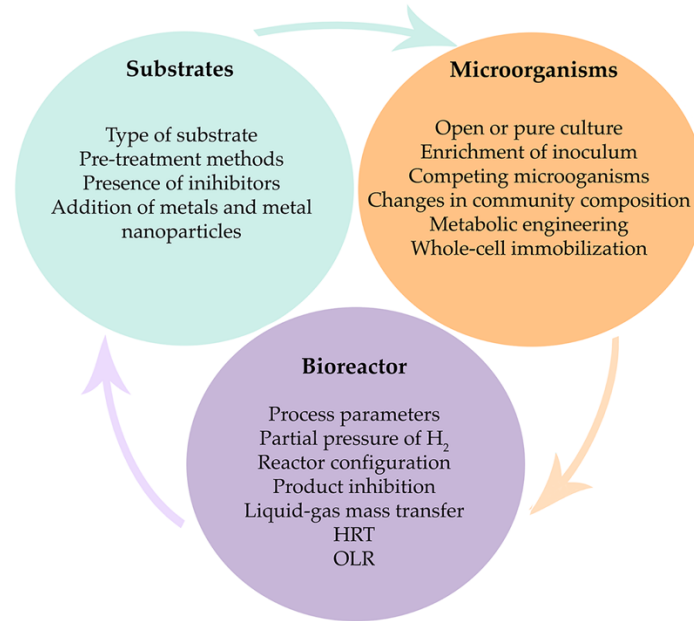 Substrates
Type of substrate
Pre-treatment methods
Presence of inihibitors
Addition of metals and metal
nanoparticles
Microorganisms
Open or pure culture
Enrichment of inoculum
Competing microoganisms
Changes in community composition
Metabolic engineering
Whole-cell immobilization
Bioreactor
Process parameters
Partial pressure of H₂
Reactor configuration
Product inhibition
Liquid-gas mass transfer
HRT
OLR